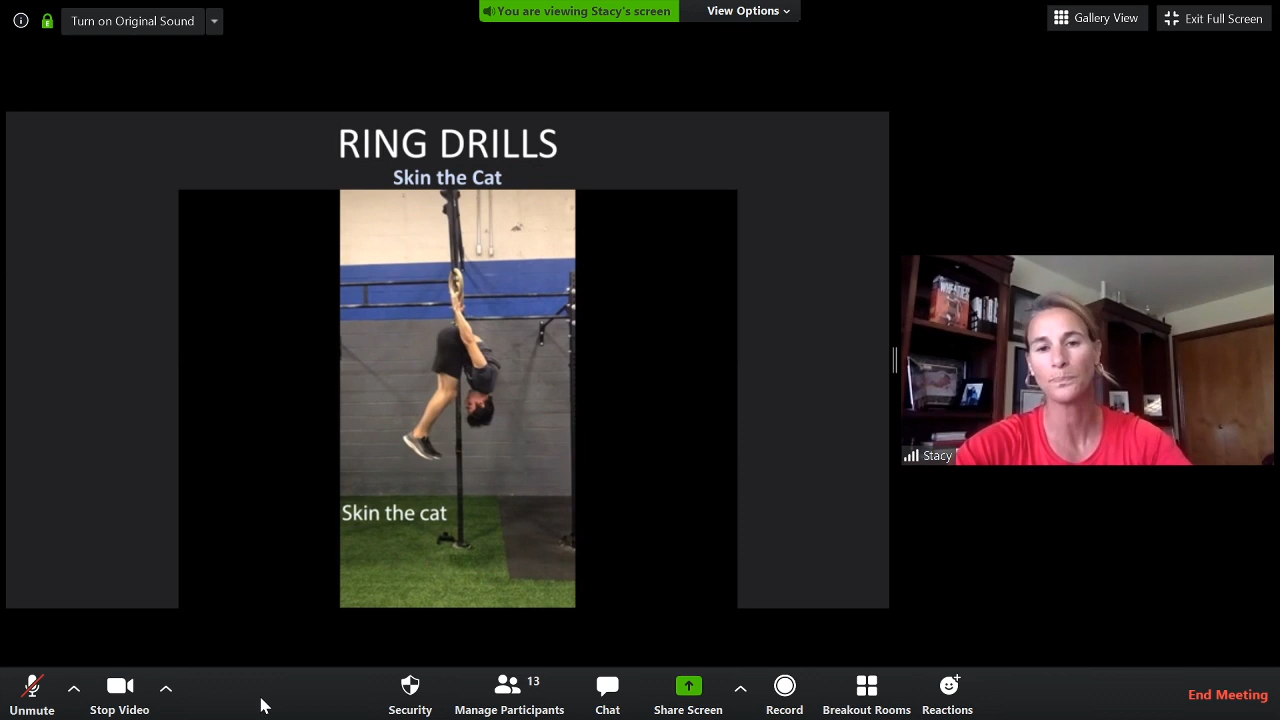 Turn on Original Sound
You are viewing Stacy's screen
View Options
Gallery View
Exit Full Screen
RING DRILLS
Skin the Cat
Skin the cat
WHEATIES
Stacy
Unmute
Stop Video
Security
13
Manage Participants
Chat
Share Screen
Record
Breakout Rooms
Reactions
End Meeting